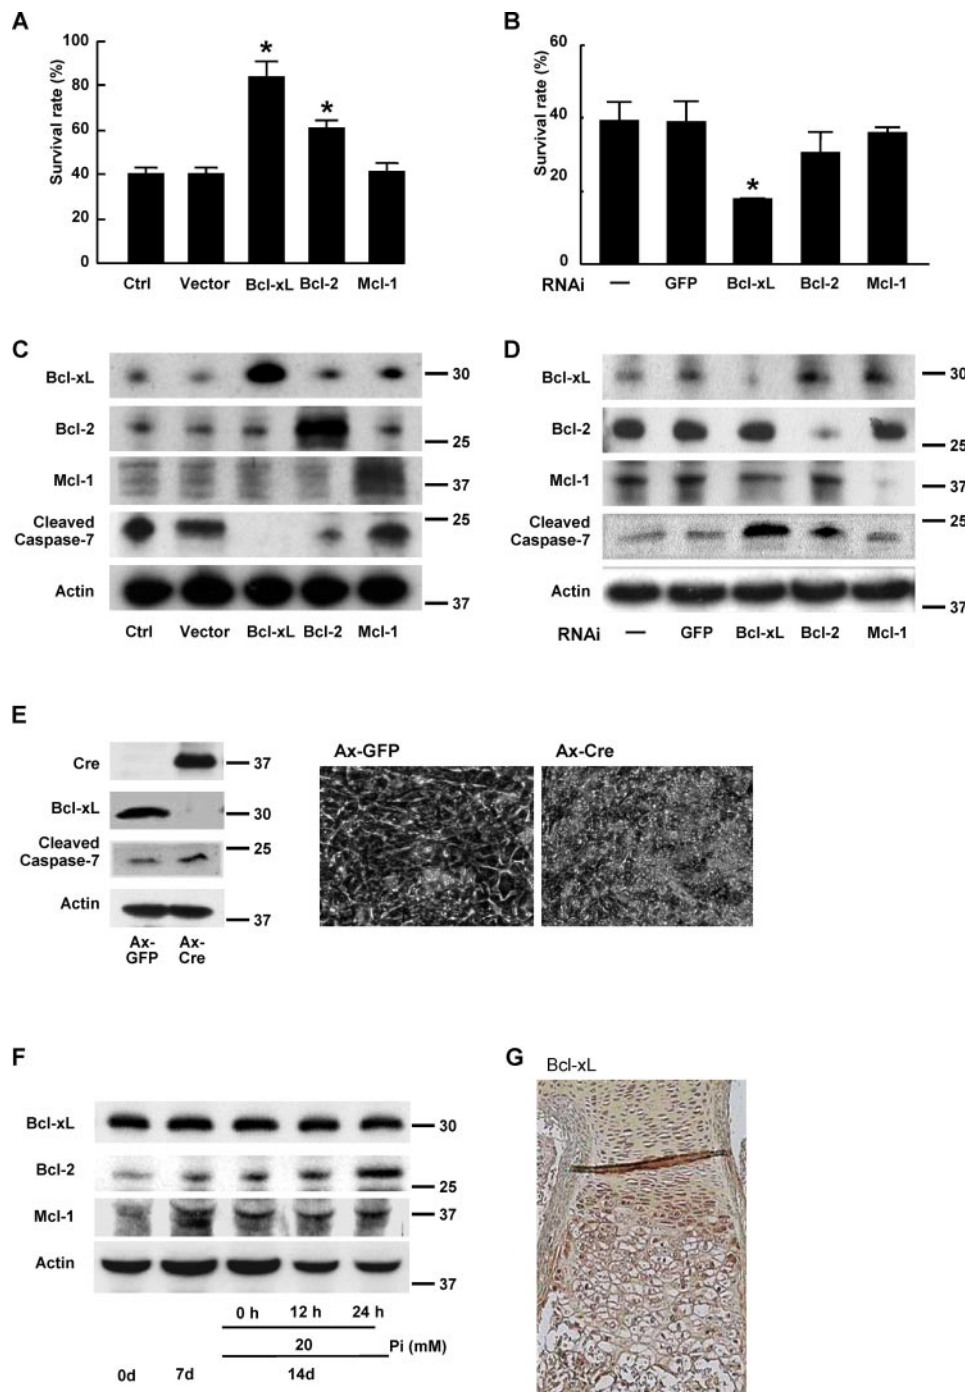 A
Survival rate (%)
100
80
60
40
20
0
*
*
Ctrl Vector Bcl-xL Bcl-2 Mcl-1
B
Survival rate (%)
60
40
20
0
*
RNAi — GFP Bcl-xL Bcl-2 Mcl-1
C
Bcl-xL 30
Bcl-2 25
Mcl-1 37
Cleaved 25
Caspase-7
Actin 37
Ctrl Vector Bcl-xL Bcl-2 Mcl-1
D
Bcl-xL 30
Bcl-2 25
Mcl-1 37
Cleaved 25
Caspase-7
Actin 37
RNAi — GFP Bcl-xL Bcl-2 Mcl-1
E
Cre 37
Bcl-xL 30
Cleaved 25
Caspase-7
Actin 37
Ax- Ax-
GFP Cre
Ax-GFP Ax-Cre
F
Bcl-xL 30
Bcl-2 25
Mcl-1 37
Actin 37
0 h 12 h 24 h
20 Pi (mM)
0d 7d 14d
G
Bcl-xL